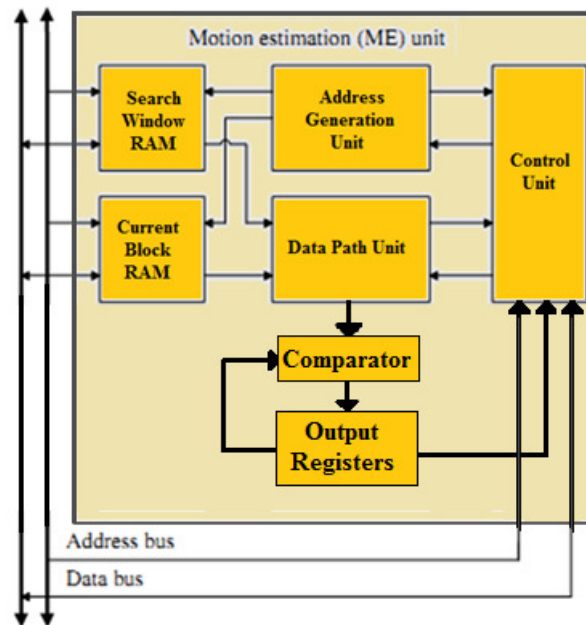 Motion estimation (ME) unit
Search
Window
RAM
Address
Generation
Unit
Control
Unit
Current
Block
RAM
Data Path Unit
Comparator
Output
Registers
Address bus
Data bus